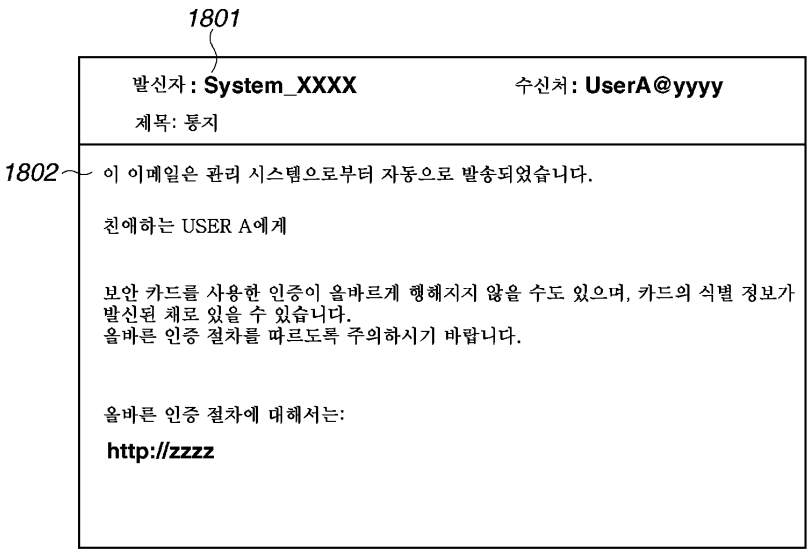 1801
발신자: System_XXXX 수신처: UserA@yyyy
제목: 통지
1802
이 이메일은 관리 시스템으로부터 자동으로 발송되었습니다.
친애하는 USER A에게
보안 카드를 사용한 인증이 올바르게 행해지지 않을 수도 있으며, 카드의 식별 정보가
발신된 채로 있을 수 있습니다.
올바른 인증 절차를 따르도록 주의하시기 바랍니다.
올바른 인증 절차에 대해서는:
http://zzzz